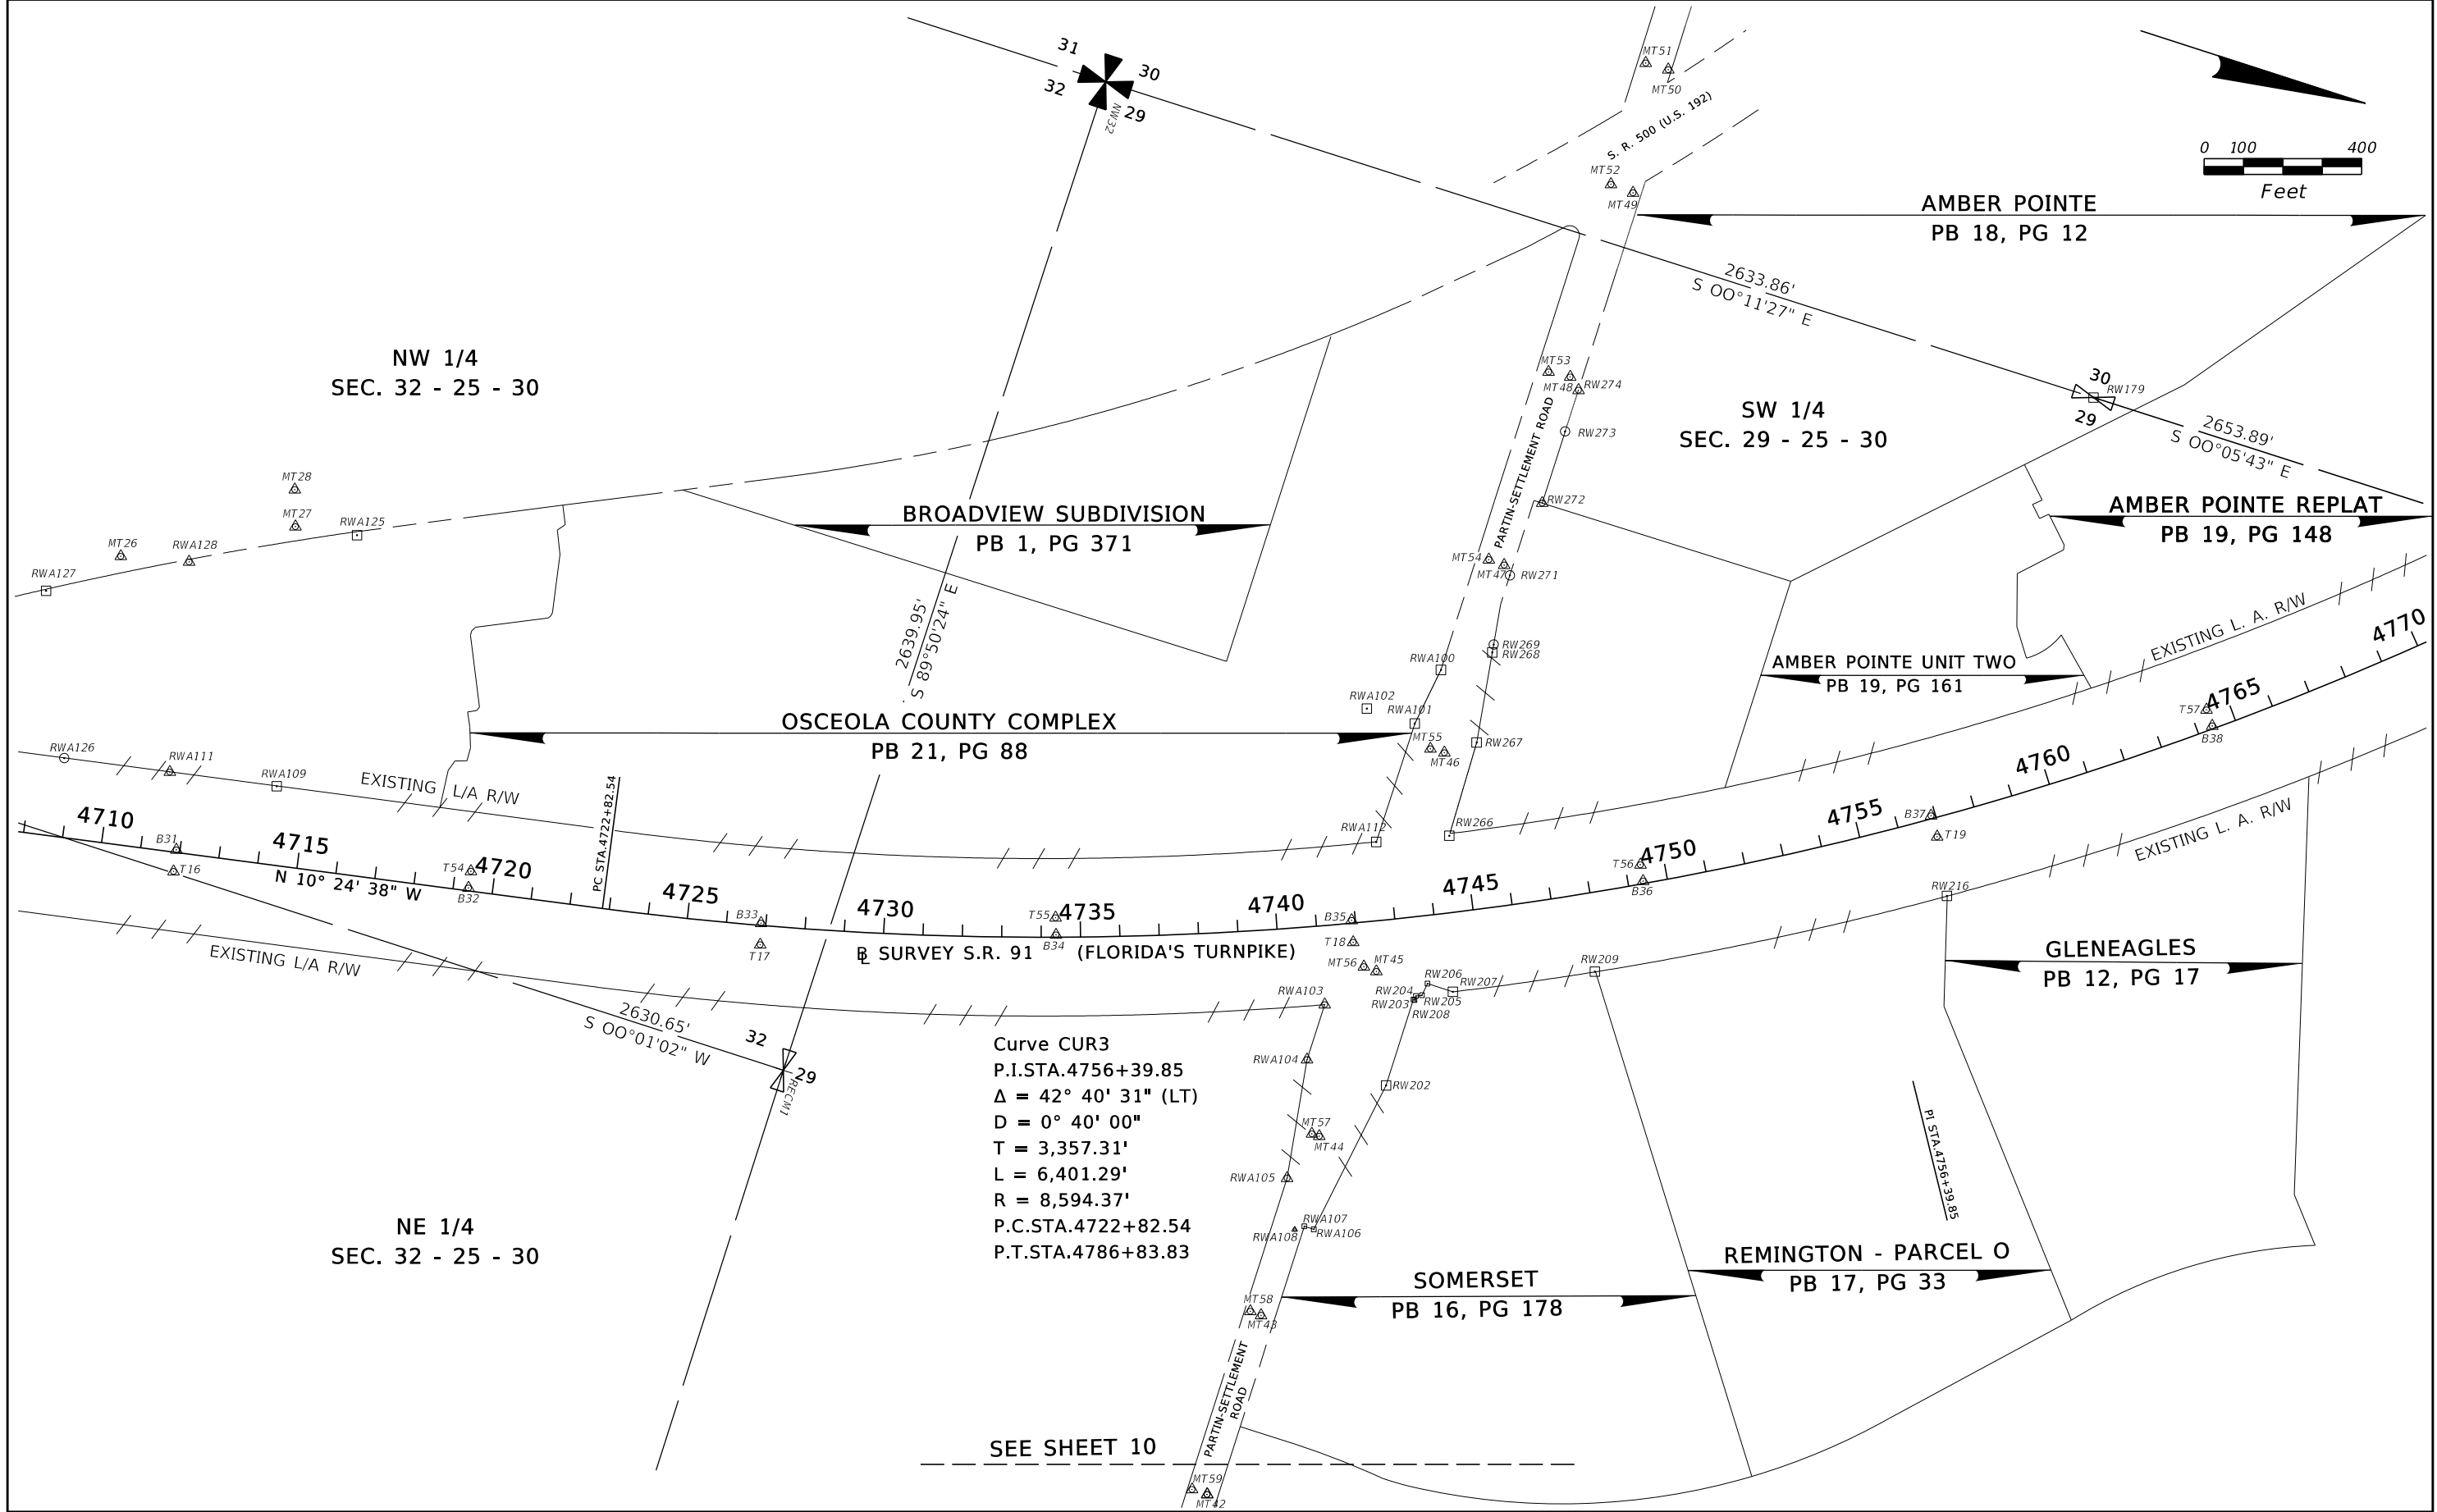 31
30
32
29
NW32
MT51
MT50
S. R. 500 (U.S. 192)
MT52
MT49
0 100 400
Feet
AMBER POINTE
PB 18, PG 12
2633.86'
S OO°11'27" E
NW 1/4
SEC. 32 - 25 - 30
MT53
MT48
RW274
RW273
PARTIN-SETTLEMENT ROAD
SW 1/4
SEC. 29 - 25 - 30
30
RW179
29
2653.89'
S OO°05'43" E
MT28
MT27
RWA125
MT26
RWA128
RWA127
BROADVIEW SUBDIVISION
PB 1, PG 371
RW272
AMBER POINTE REPLAT
PB 19, PG 148
MT54
MT47
RW271
2639.95'
S 89°50'24" E
RW269
RW268
RWA100
AMBER POINTE UNIT TWO
PB 19, PG 161
EXISTING L. A. R/W
4770
RWA102
RWA101
OSCEOLA COUNTY COMPLEX
PB 21, PG 88
MT55
MT46
RW267
4765
T57
B38
RWA126
RWA111
RWA109
EXISTING L/A R/W
PC STA.4722+82.54
4760
4710
B31
T16
4715
N 10° 24' 38" W
T54
4720
B32
4725
RWA112
RW266
4755
B37
T19
EXISTING L. A. R/W
T56
4750
B36
4745
B33
T17
4730
T55
4735
B34
4740
B35
T18
RW216
BL SURVEY S.R. 91 (FLORIDA'S TURNPIKE)
EXISTING L/A R/W
MT56
MT45
RW206
RW207
RW204
RW205
RW203
RW208
RW209
GLENEAGLES
PB 12, PG 17
RWA103
2630.65'
S OO°01'02" W
32
29
RECM1
Curve CUR3
P.I.STA.4756+39.85
Δ = 42° 40' 31" (LT)
D = 0° 40' 00"
T = 3,357.31'
L = 6,401.29'
R = 8,594.37'
P.C.STA.4722+82.54
P.T.STA.4786+83.83
RWA104
RW202
MT57
MT44
RWA105
PI STA.4756+39.85
RWA107
RWA108
RWA106
NE 1/4
SEC. 32 - 25 - 30
REMINGTON - PARCEL O
PB 17, PG 33
SOMERSET
PB 16, PG 178
MT58
MT43
PARTIN-SETTLEMENT
ROAD
SEE SHEET 10
MT59
MT42